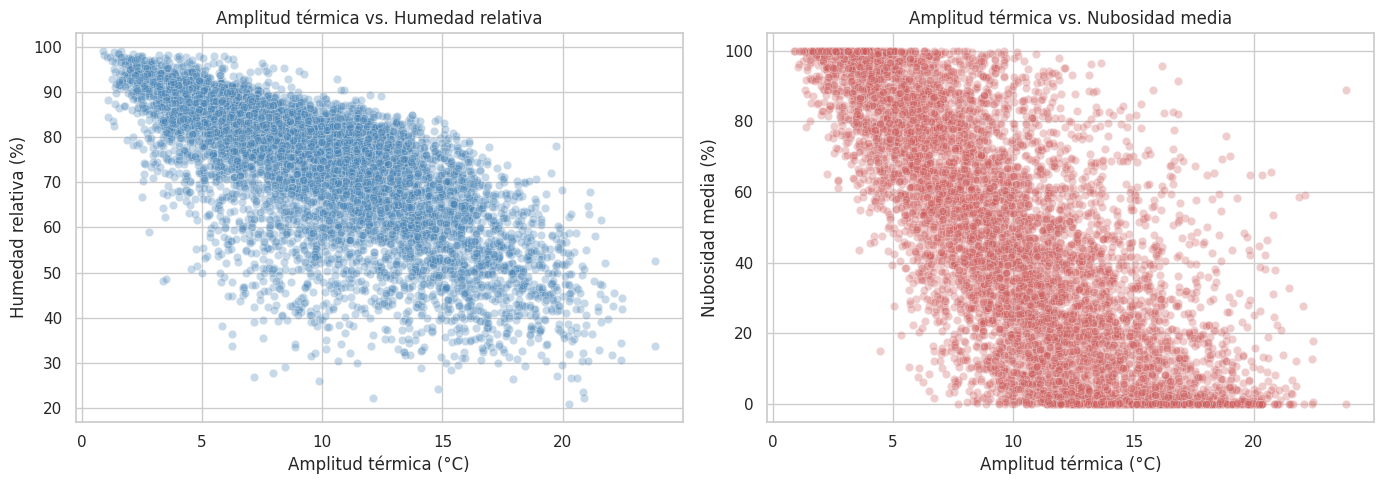 Amplitud térmica vs. Humedad relativa
100
90
80
70
60
50
40
30
20
Humedad relativa (%)
0 5 10 15 20
Amplitud térmica (°C)
Amplitud térmica vs. Nubosidad media
100
80
60
40
20
0
Nubosidad media (%)
0 5 10 15 20
Amplitud térmica (°C)